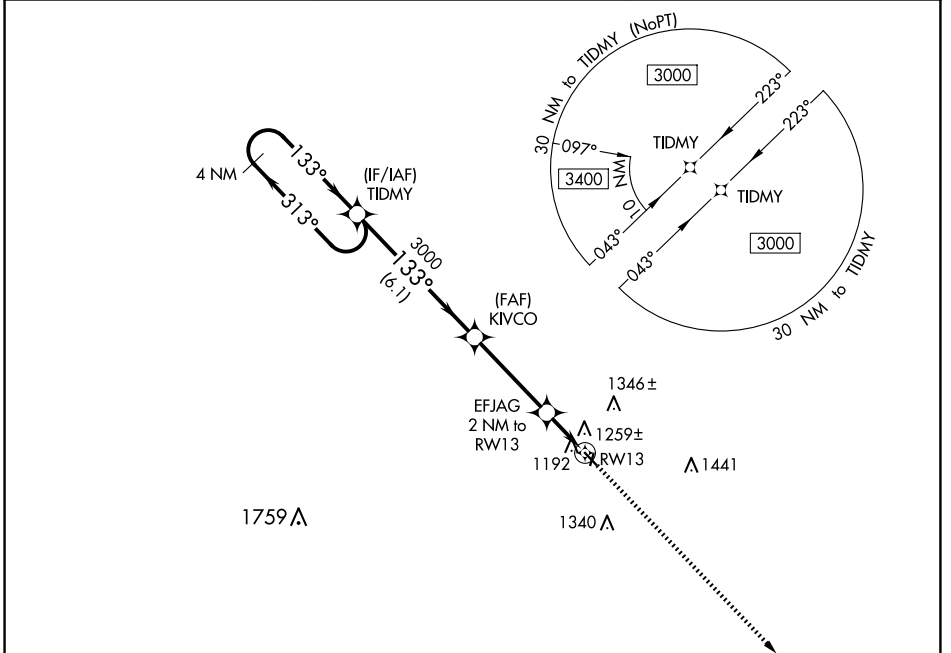 30 NM to TIDMY (NoPT)
3000
223°
223°
097°
TIDMY
3400
10 NM
TIDMY
043°
043°
3000
30 NM to TIDMY
4 NM
133°
313°
(IF/IAF)
TIDMY
3000
133°
(6.1)
(FAF)
KIVCO
EFJAG
2 NM to
RW13
1346±
1259±
1192
RW13
1441
1759
1340